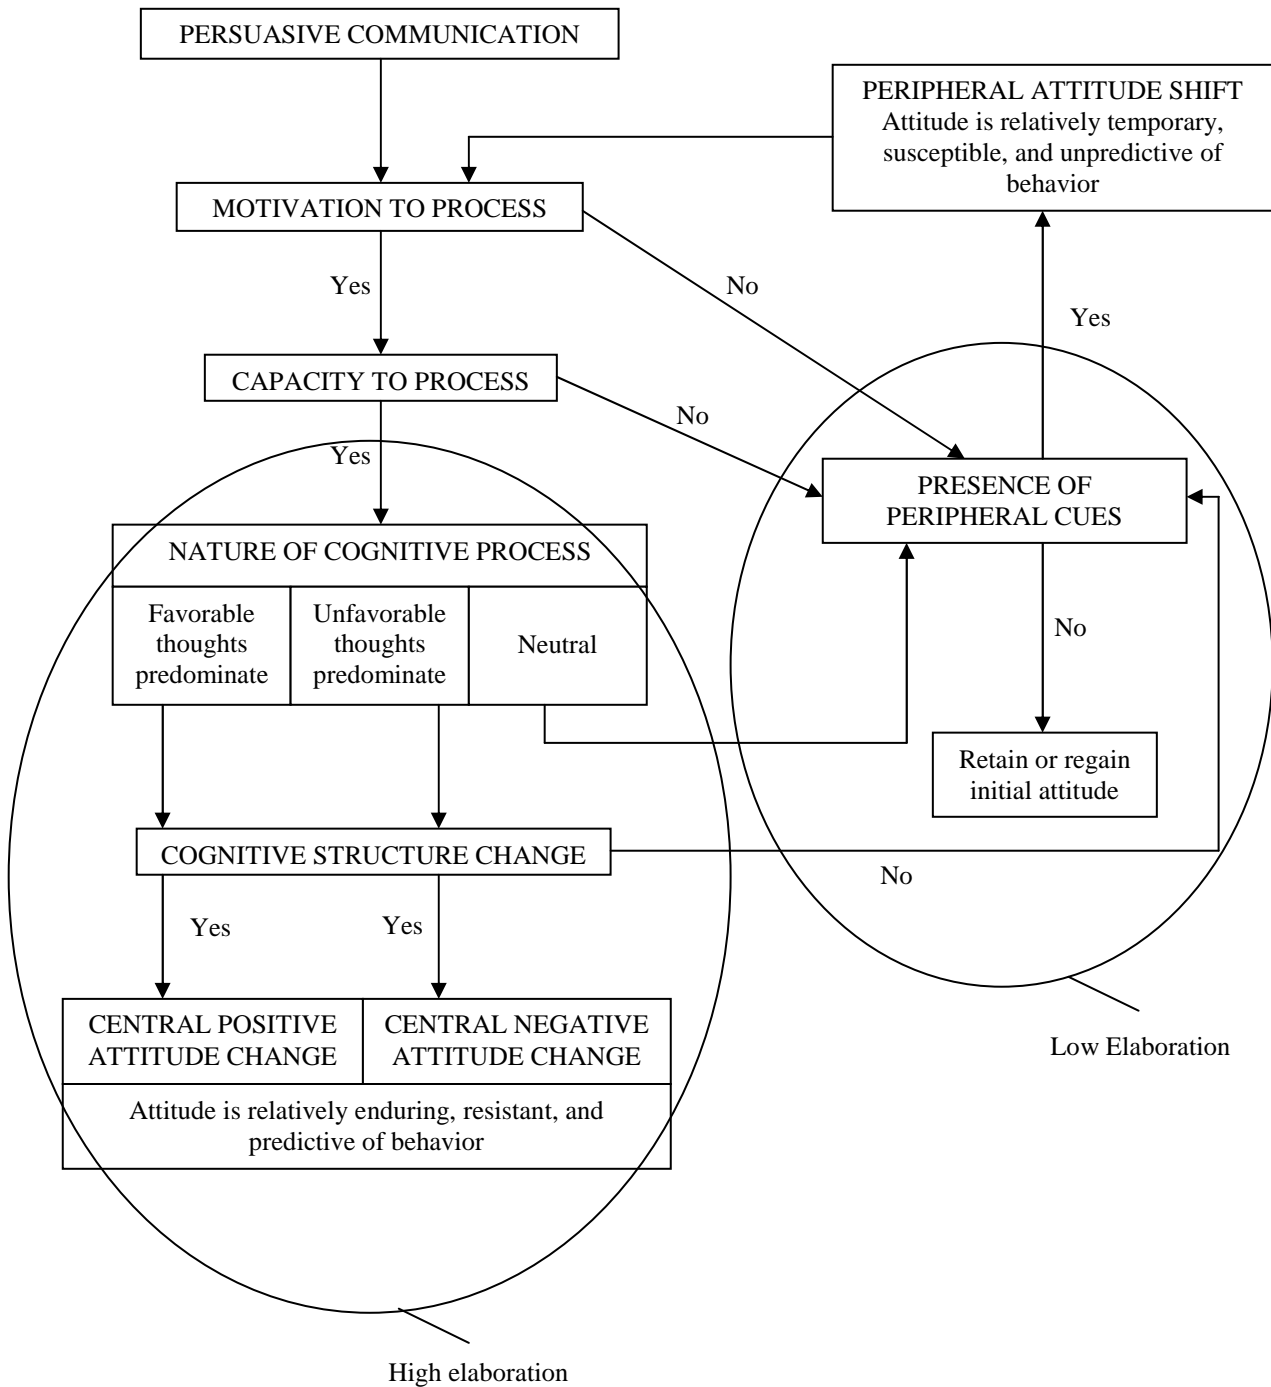 PERSUASIVE COMMUNICATION
PERIPHERAL ATTITUDE SHIFT
Attitude is relatively temporary,
susceptible, and unpredictive of
behavior
MOTIVATION TO PROCESS
Yes
No
Yes
CAPACITY TO PROCESS
No
Yes
PRESENCE OF
PERIPHERAL CUES
NATURE OF COGNITIVE PROCESS
Favorable
thoughts
predominate
Unfavorable
thoughts
predominate
Neutral
No
Retain or regain
initial attitude
COGNITIVE STRUCTURE CHANGE
No
Yes
Yes
CENTRAL POSITIVE
ATTITUDE CHANGE
CENTRAL NEGATIVE
ATTITUDE CHANGE
Low Elaboration
Attitude is relatively enduring, resistant, and
predictive of behavior
High elaboration